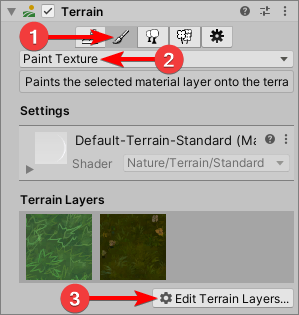 Terrain
1
Paint Texture
2
Paints the selected material layer onto the terra
Settings
Default-Terrain-Standard (Ma
Shader
Nature/Terrain/Standard
Terrain Layers
3
Edit Terrain Layers...